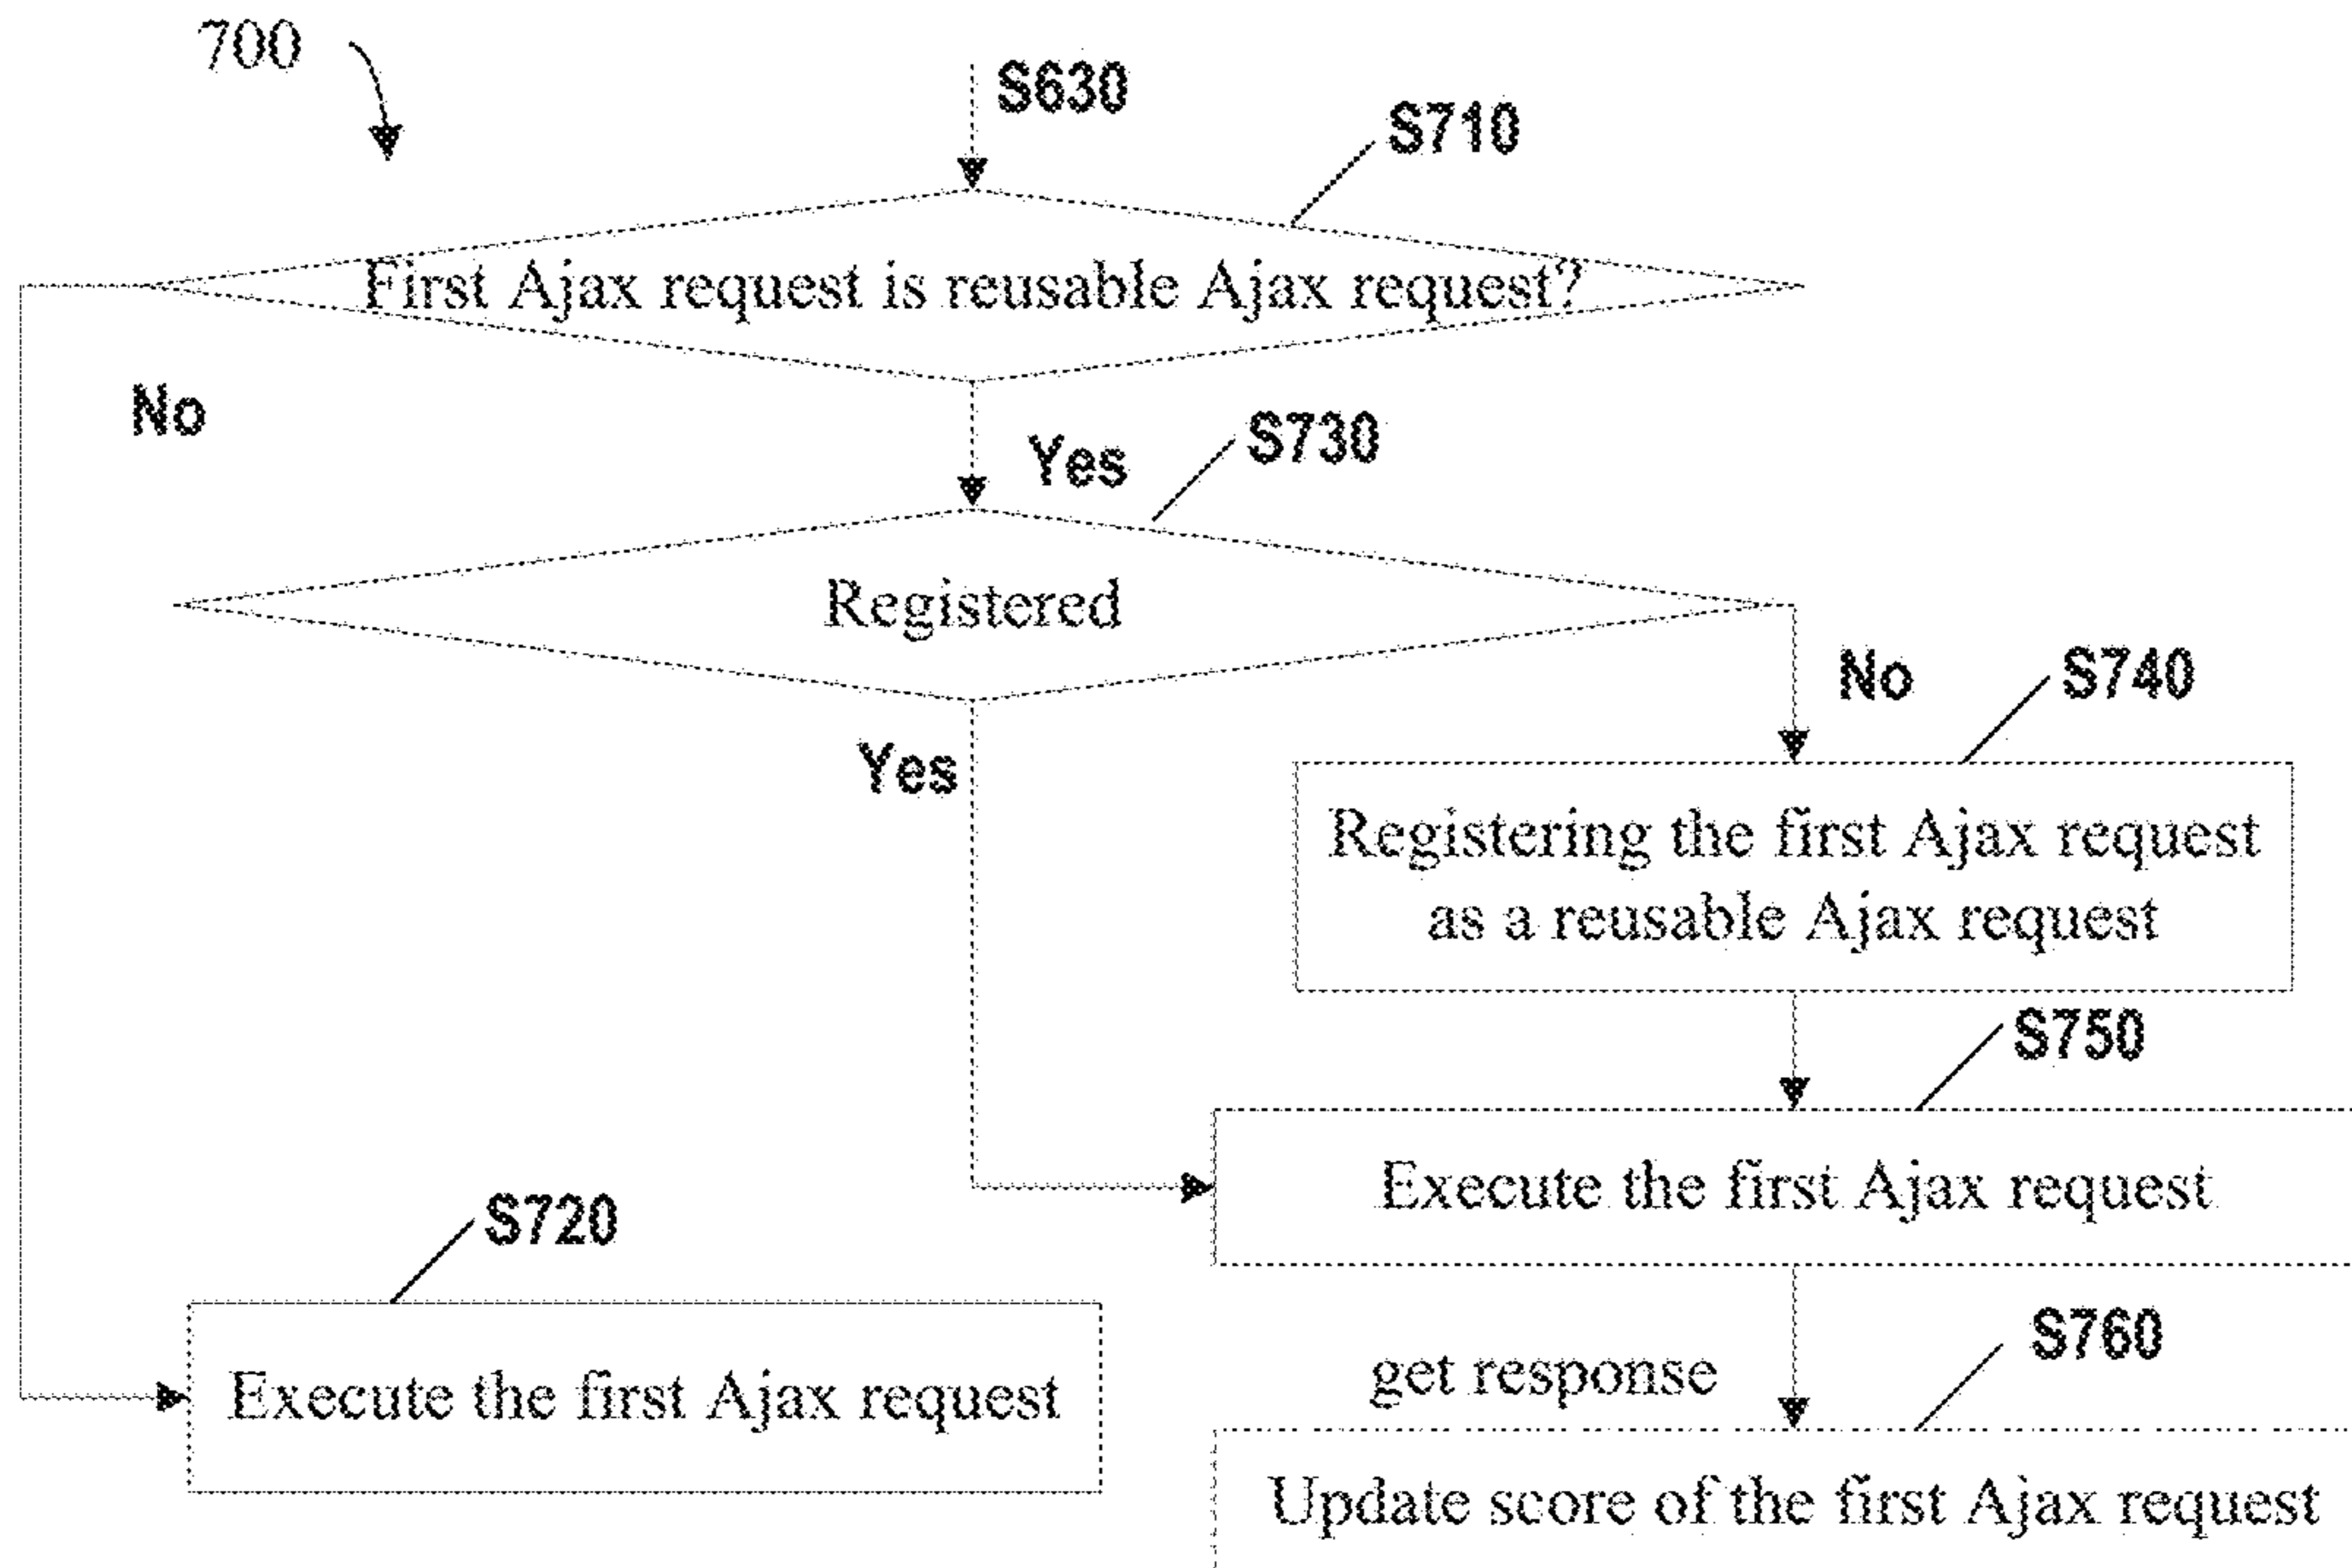 700
S630
S710
First Ajax request is reusable Ajax request?
No
Yes
S730
Registered
No
S740
Yes
Registering the first Ajax request
as a reusable Ajax request
S750
Execute the first Ajax request
S720
Execute the first Ajax request
get response
S760
Update score of the first Ajax request